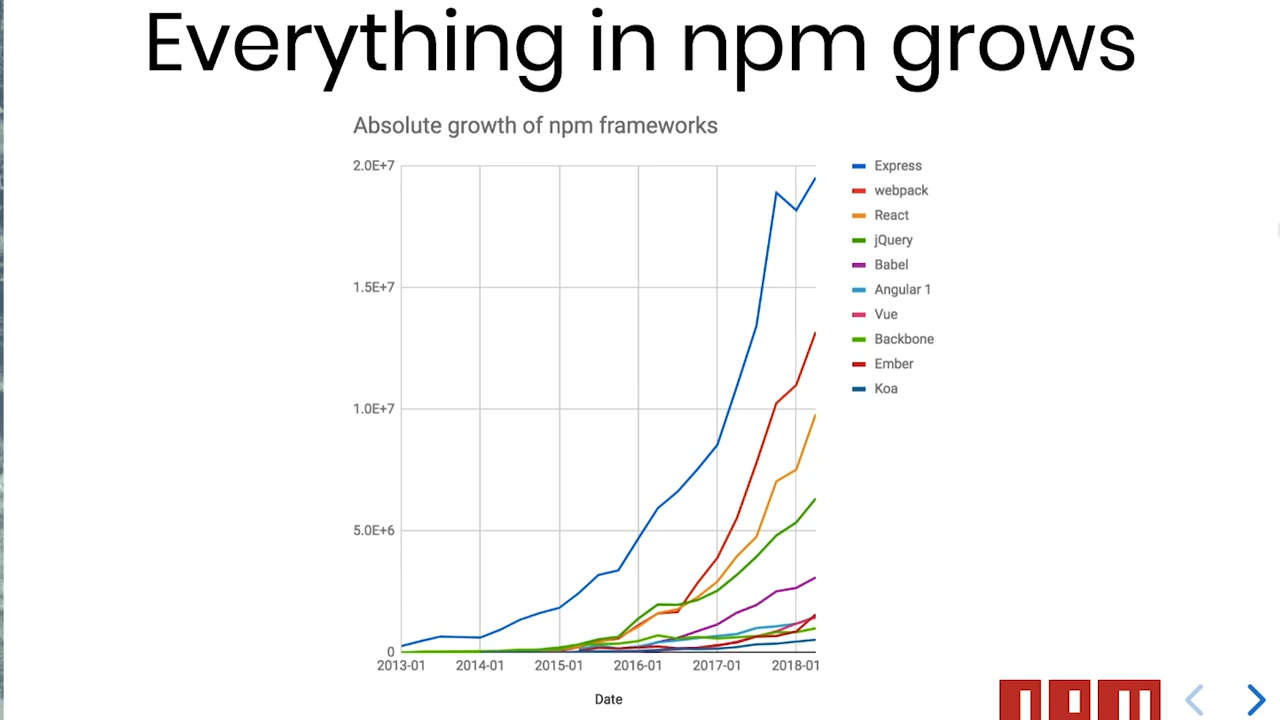 Everything in npm grows
Absolute growth of npm frameworks
2.0E+7
1.5E+7
1.0E+7
5.0E+6
0
2013-01
2014-01
2015-01
2016-01
2017-01
2018-01
Date
Express
webpack
React
jQuery
Babel
Angular 1
Vue
Backbone
Ember
Koa
npm